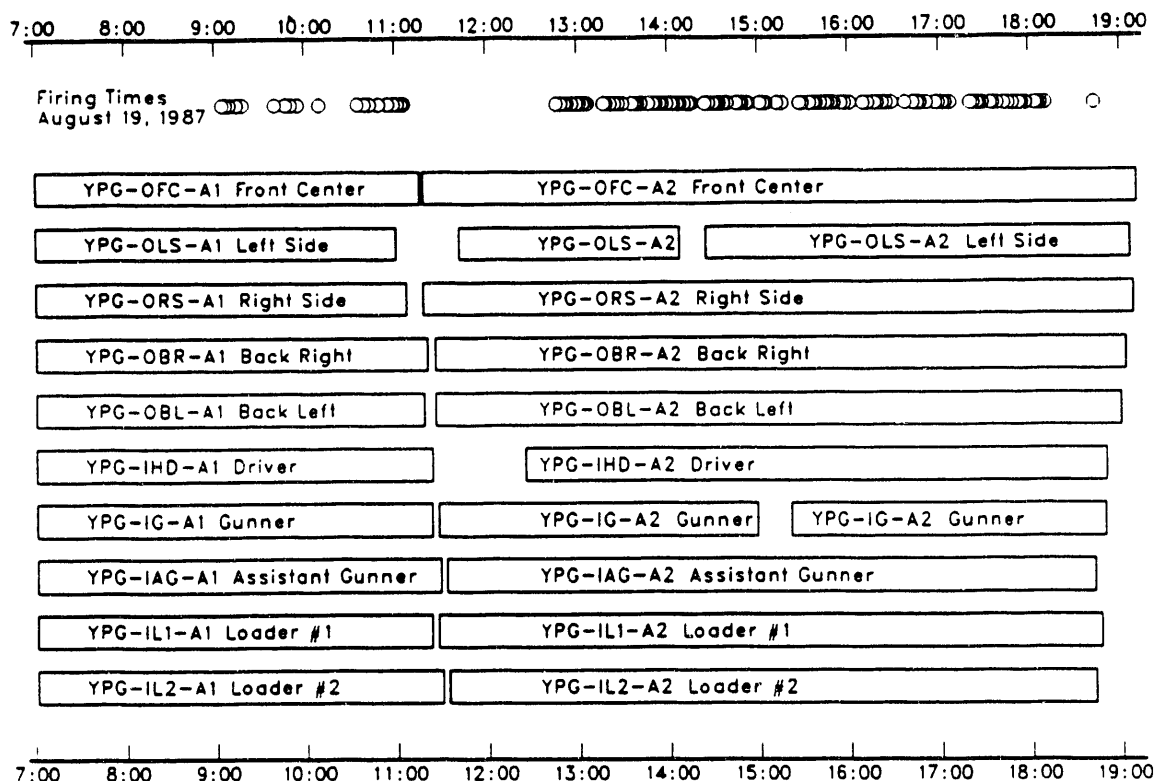 7:00 8:00 9:00 10:00 11:00 12:00 13:00 14:00 15:00 16:00 17:00 18:00 19:00
Firing Times
August 19, 1987
YPG-OFC-A1 Front Center YPG-OFC-A2 Front Center
YPG-OLS-A1 Left Side YPG-OLS-A2 YPG-OLS-A2 Left Side
YPG-ORS-A1 Right Side YPG-ORS-A2 Right Side
YPG-OBR-A1 Back Right YPG-OBR-A2 Back Right
YPG-OBL-A1 Back Left YPG-OBL-A2 Back Left
YPG-IHD-A1 Driver YPG-IHD-A2 Driver
YPG-IG-A1 Gunner YPG-IG-A2 Gunner YPG-IG-A2 Gunner
YPG-IAG-A1 Assistant Gunner YPG-IAG-A2 Assistant Gunner
YPG-IL1-A1 Loader #1 YPG-IL1-A2 Loader #1
YPG-IL2-A1 Loader #2 YPG-IL2-A2 Loader #2
7:00 8:00 9:00 10:00 11:00 12:00 13:00 14:00 15:00 16:00 17:00 18:00 19:00